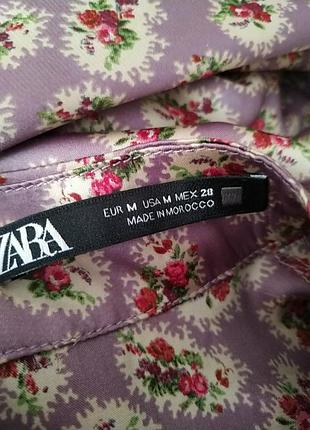 ZARA
EUR M USA M MEX 28
MADE IN MOROCCO